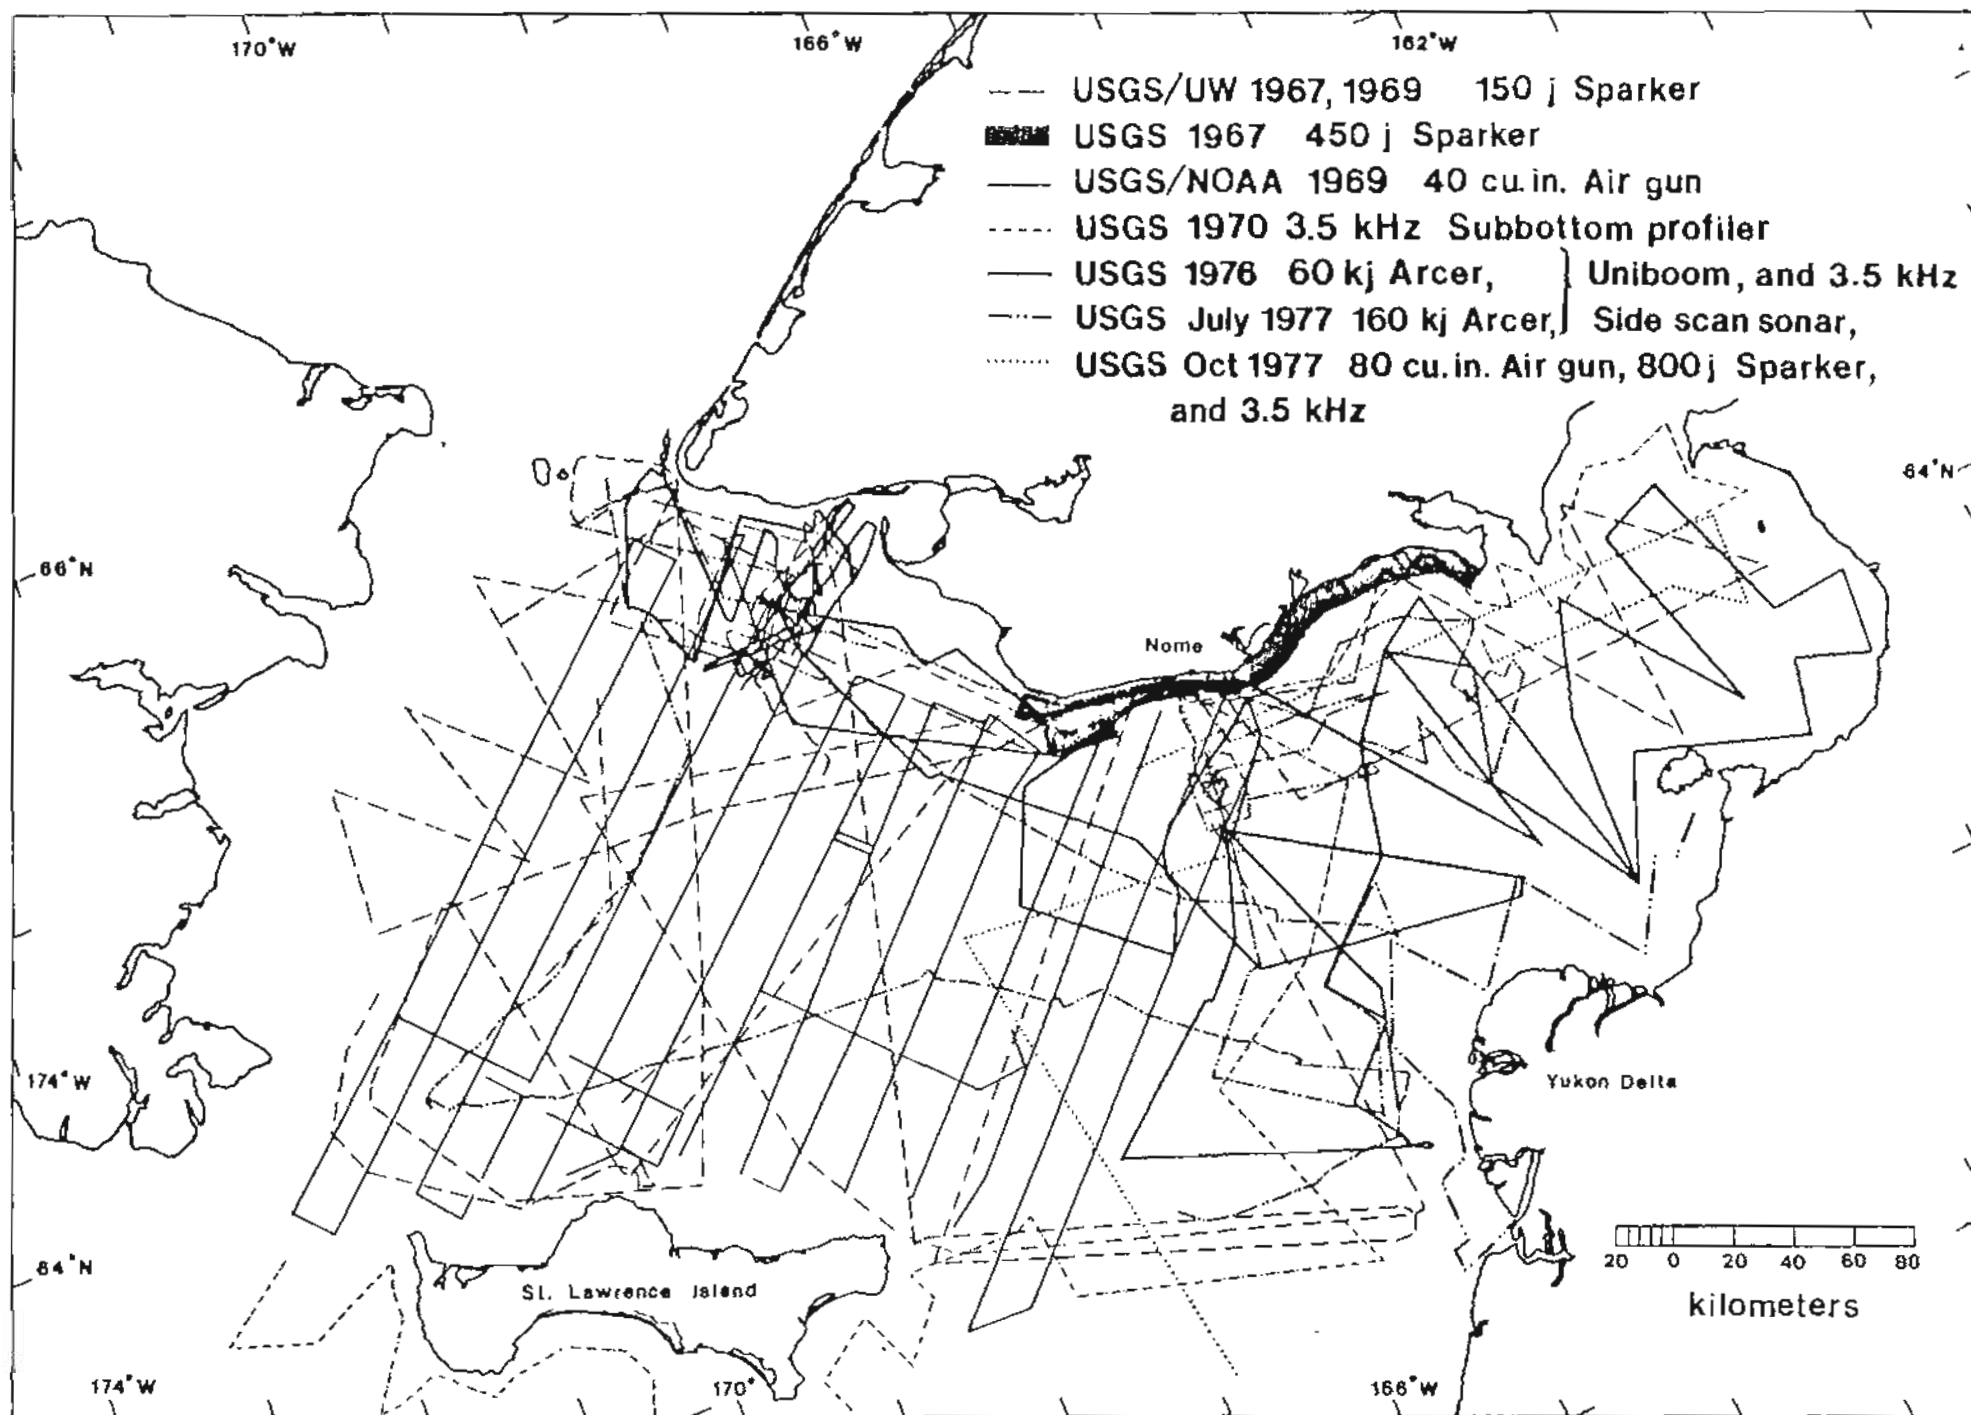 170°W
166°W
162°W
USGS/UW 1967, 1969 150 j Sparker
USGS 1967 450 j Sparker
USGS/NOAA 1969 40 cu.in. Air gun
USGS 1970 3.5 kHz Subbottom profiler
USGS 1976 60 kj Arcer, } Uniboom, and 3.5 kHz
USGS July 1977 160 kj Arcer, Side scan sonar,
USGS Oct 1977 80 cu.in. Air gun, 800 j Sparker,
and 3.5 kHz
64°N
66°N
Nome
174°W
Yukon Delta
64°N
St. Lawrence Island
20 0 20 40 60 80
kilometers
174°W
170°
166°W